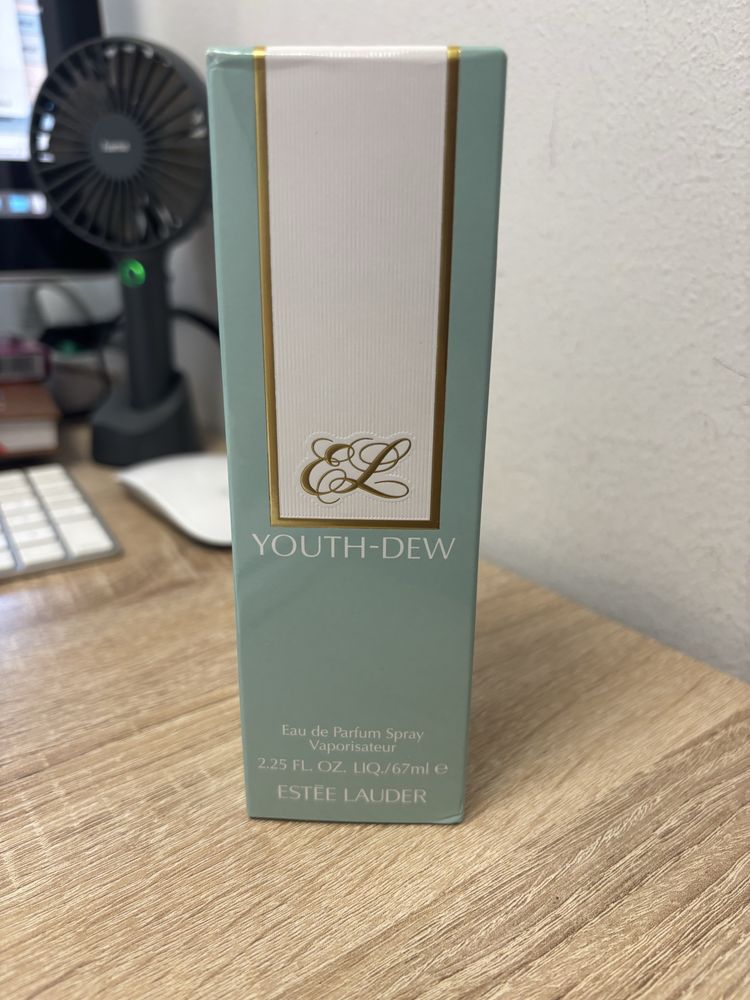 EL
YOUTH-DEW
Eau de Parfum Spray
Vaporisateur
2.25 FL. OZ. LIQ./67ml ℮
ESTĒE LAUDER